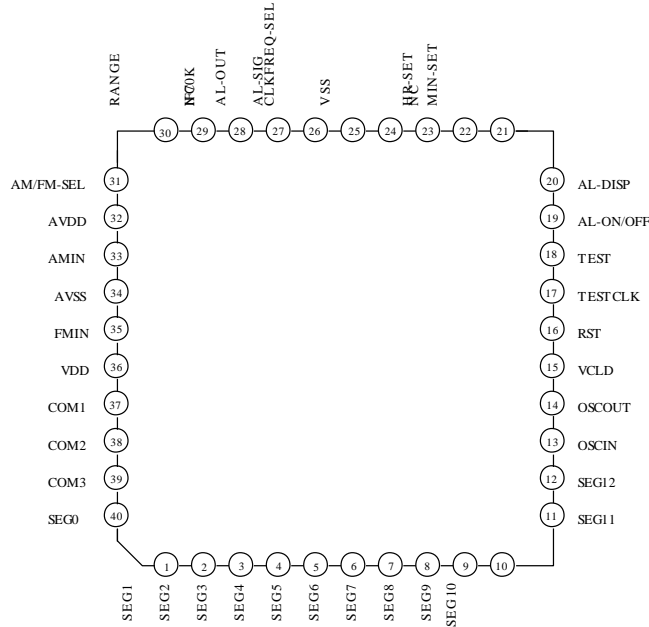 RANGE
AL-OUT
AL-SIG
CLKFREQ-SEL
VSS
HR-SET
NC
MIN-SET
30 29 28 27 26 25 24 23 22 21
AM/FM-SEL 31 20 AL-DISP
AVDD 32 19 AL-ON/OFF
AMIN 33 18 TEST
AVSS 34 17 TESTCLK
FMIN 35 16 RST
VDD 36 15 VCLD
COM1 37 14 OSCOUT
COM2 38 13 OSCIN
COM3 39 12 SEG12
SEG0 40 11 SEG11
1 2 3 4 5 6 7 8 9 10
SEG1
SEG2
SEG3
SEG4
SEG5
SEG6
SEG7
SEG8
SEG9
SEG10